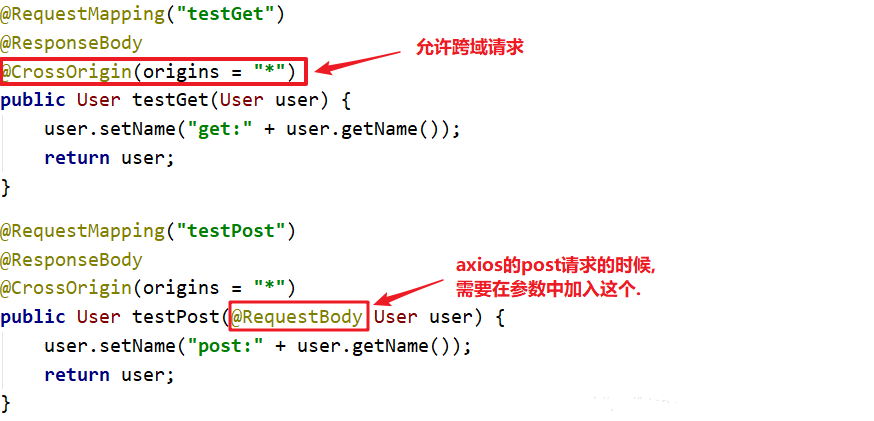 @RequestMapping("testGet")
@ResponseBody
允许跨域请求
@CrossOrigin(origins = "*")
public User testGet(User user) {
user.setName("get:" + user.getName());
return user;
}
@RequestMapping("testPost")
@ResponseBody
axios的post请求的时候,
需要在参数中加入这个.
@CrossOrigin(origins = "*")
public User testPost(@RequestBody User user) {
user.setName("post:" + user.getName());
return user;
}